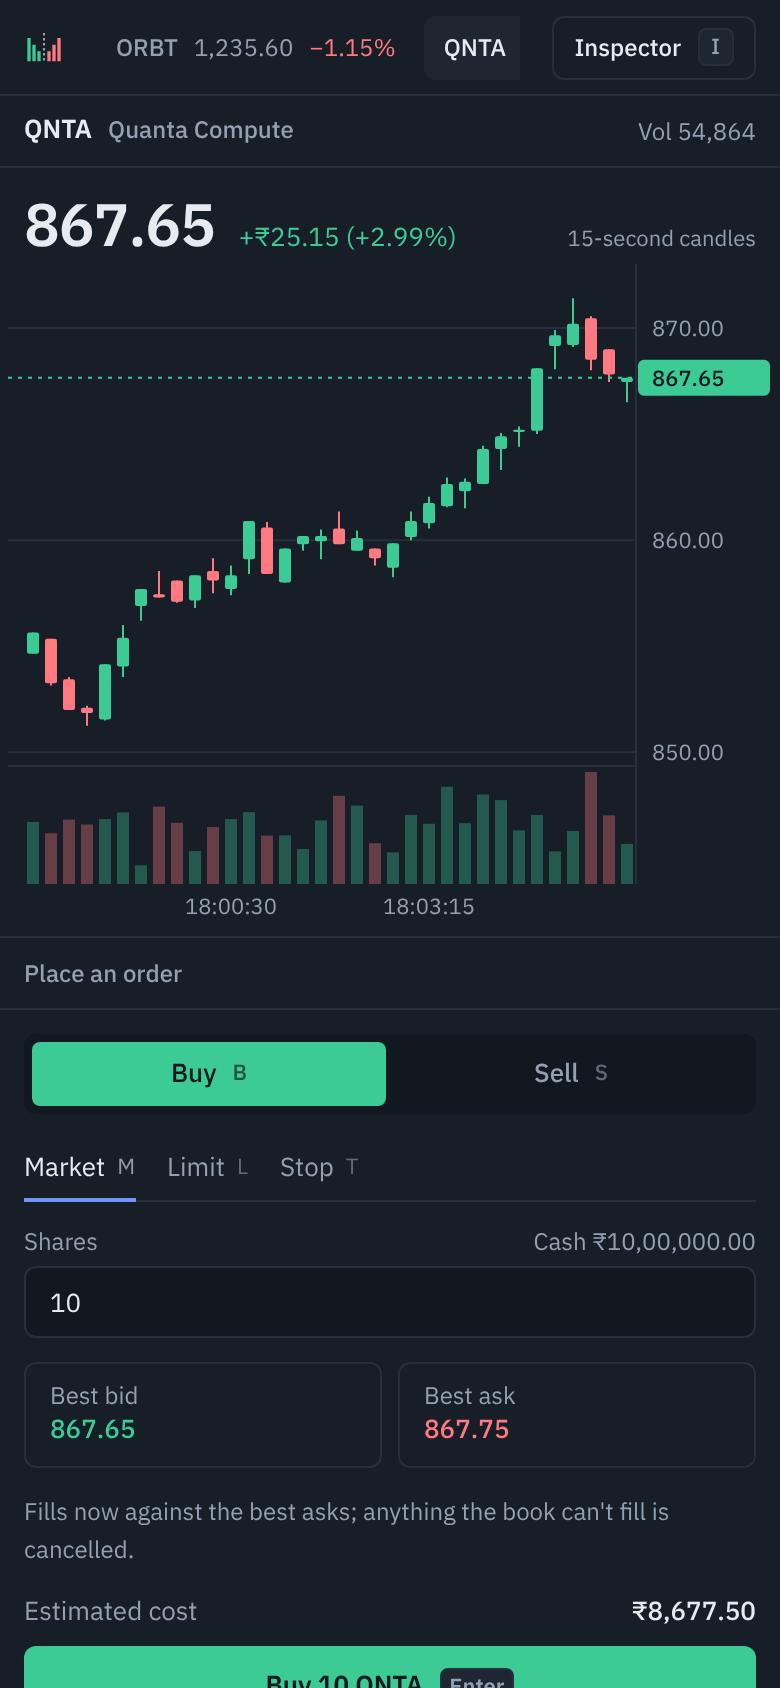 ORBT 1,235.60 −1.15% QNTA Inspector I
QNTA Quanta Compute Vol 54,864
867.65 +₹25.15 (+2.99%) 15-second candles
870.00
867.65
860.00
850.00
18:00:30 18:03:15
Place an order
Buy B Sell S
Market M Limit L Stop T
Shares Cash ₹10,00,000.00
10
Best bid Best ask
867.65 867.75
Fills now against the best asks; anything the book can't fill is
cancelled.
Estimated cost ₹8,677.50
Buy 10 QNTA Enter